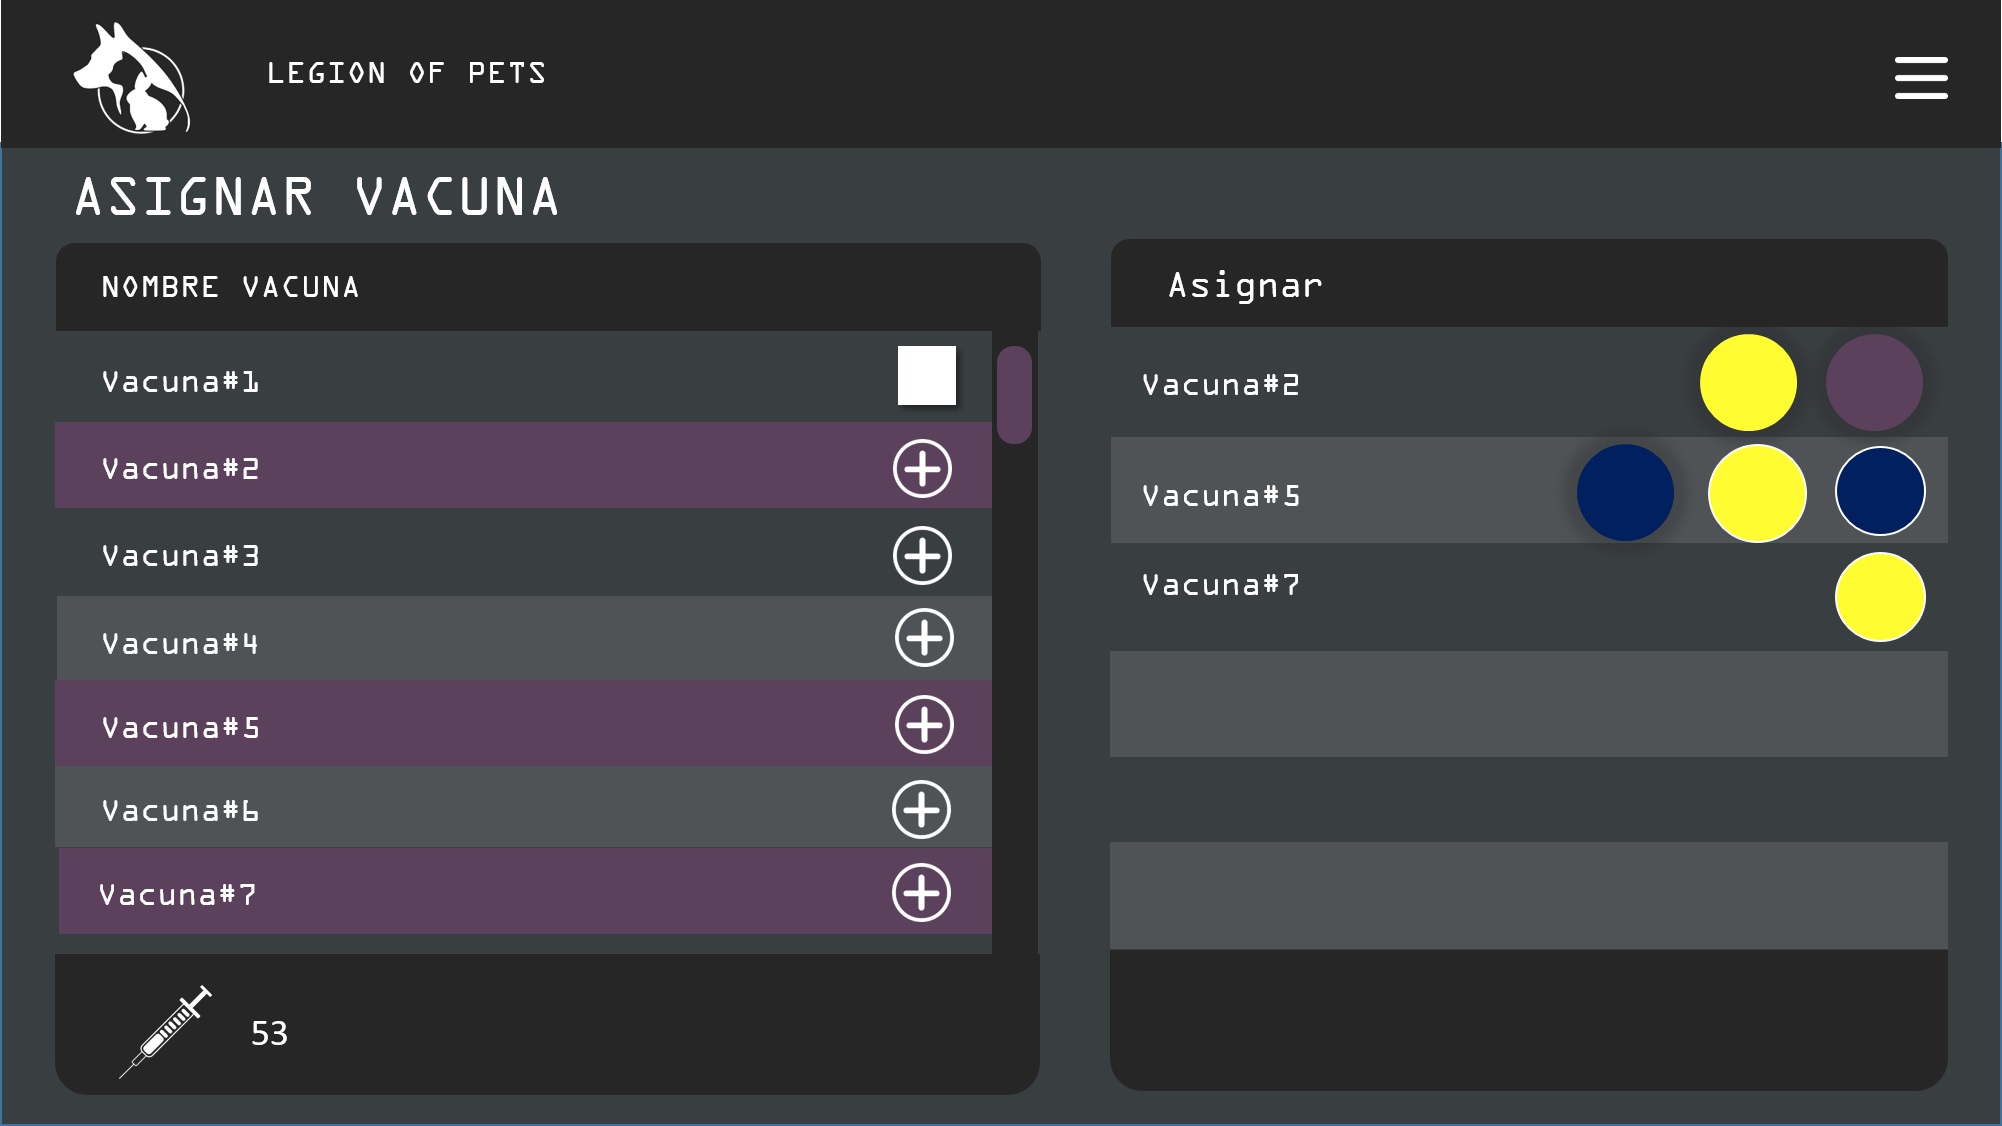 LEGION OF PETS
ASIGNAR VACUNA
NOMBRE VACUNA
Vacuna#1
Vacuna#2
Vacuna#3
Vacuna#4
Vacuna#5
Vacuna#6
Vacuna#7
53
Asignar
Vacuna#2
Vacuna#5
Vacuna#7